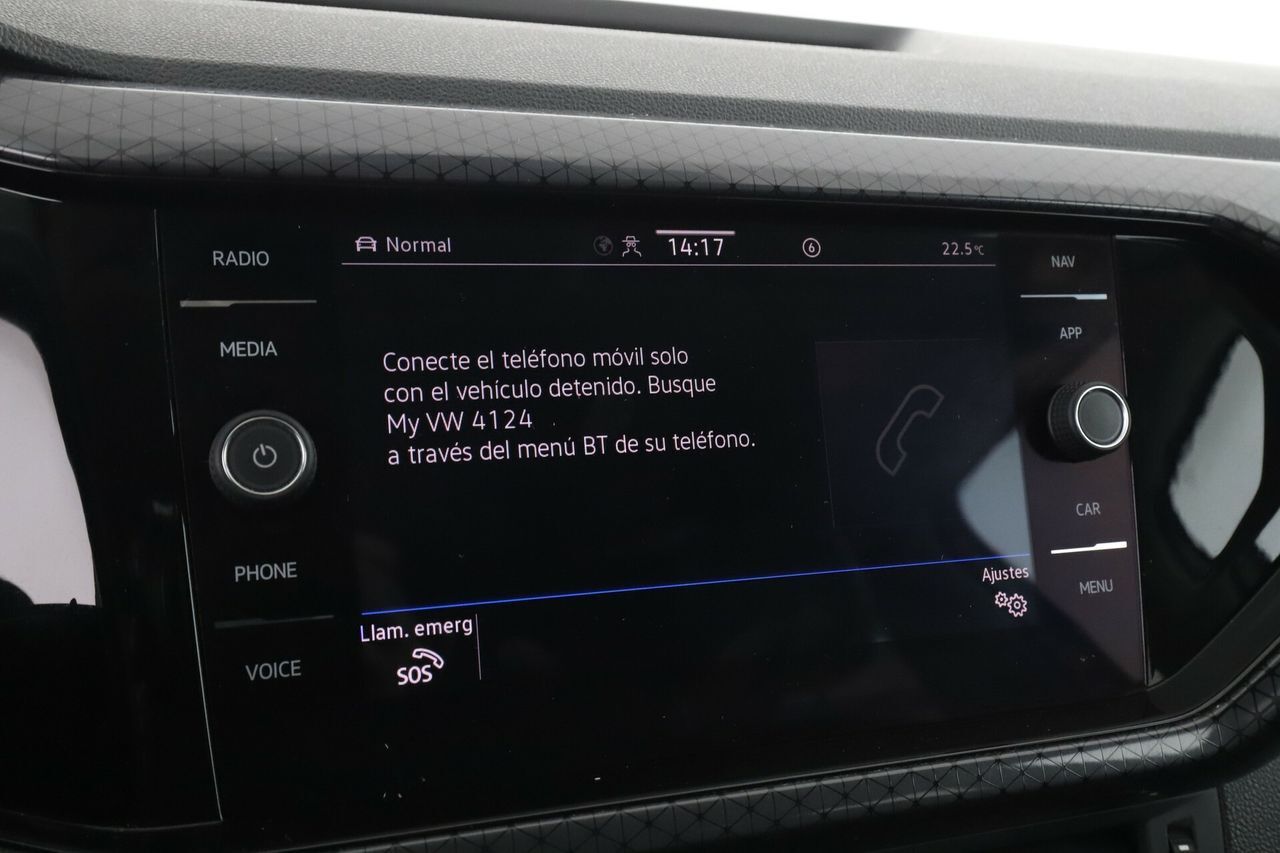 RADIO
MEDIA
PHONE
VOICE
Normal
14:17
6
22.5°C
Conecte el teléfono móvil solo
con el vehículo detenido. Busque
My VW 4124
a través del menú BT de su teléfono.
Llam. emerg
SOS
Ajustes
NAV
APP
CAR
MENU